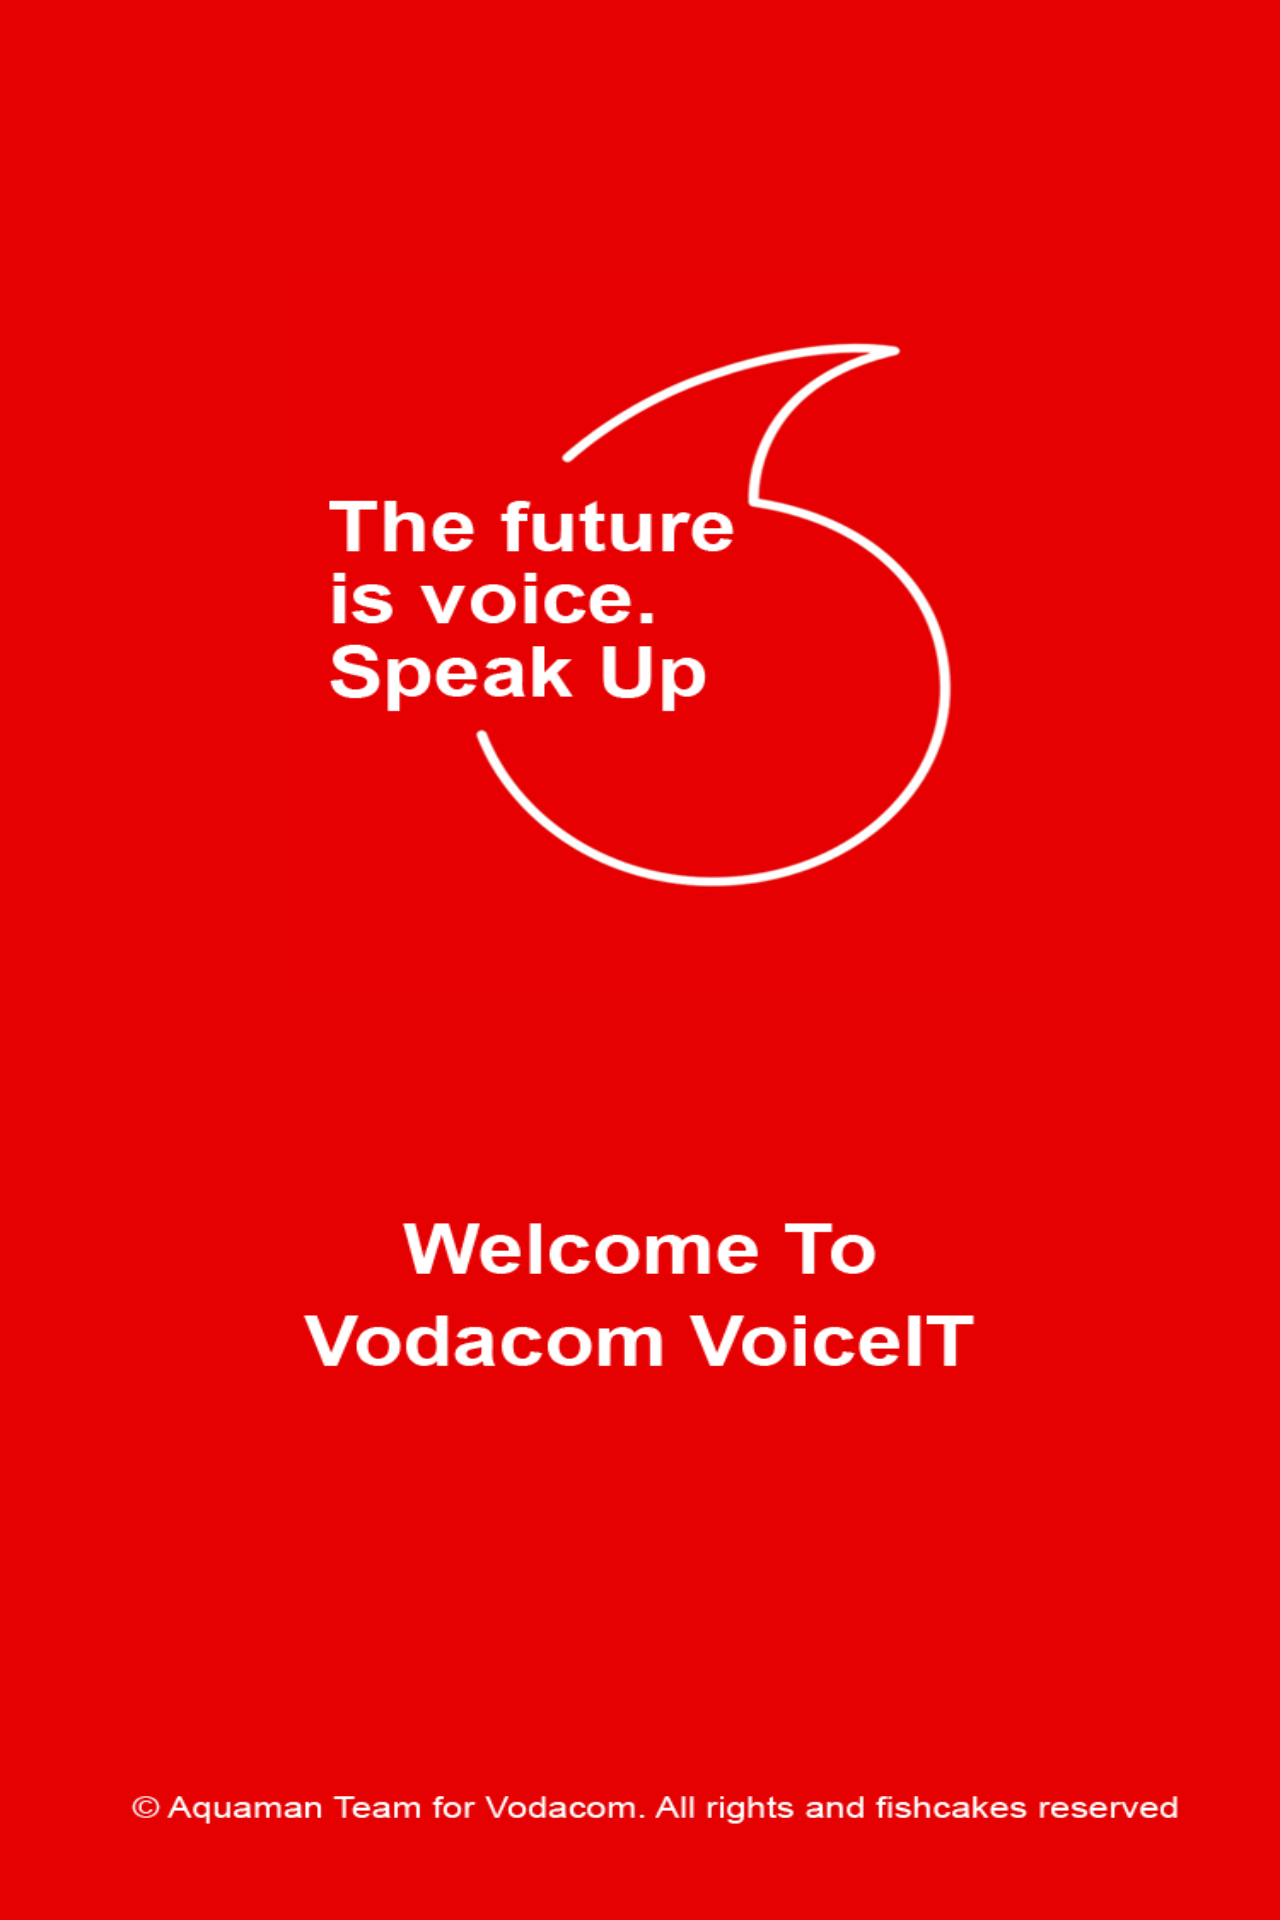 The future
is voice.
Speak Up
Welcome To
Vodacom VoiceIT
© Aquaman Team for Vodacom. All rights and fishcakes reserved